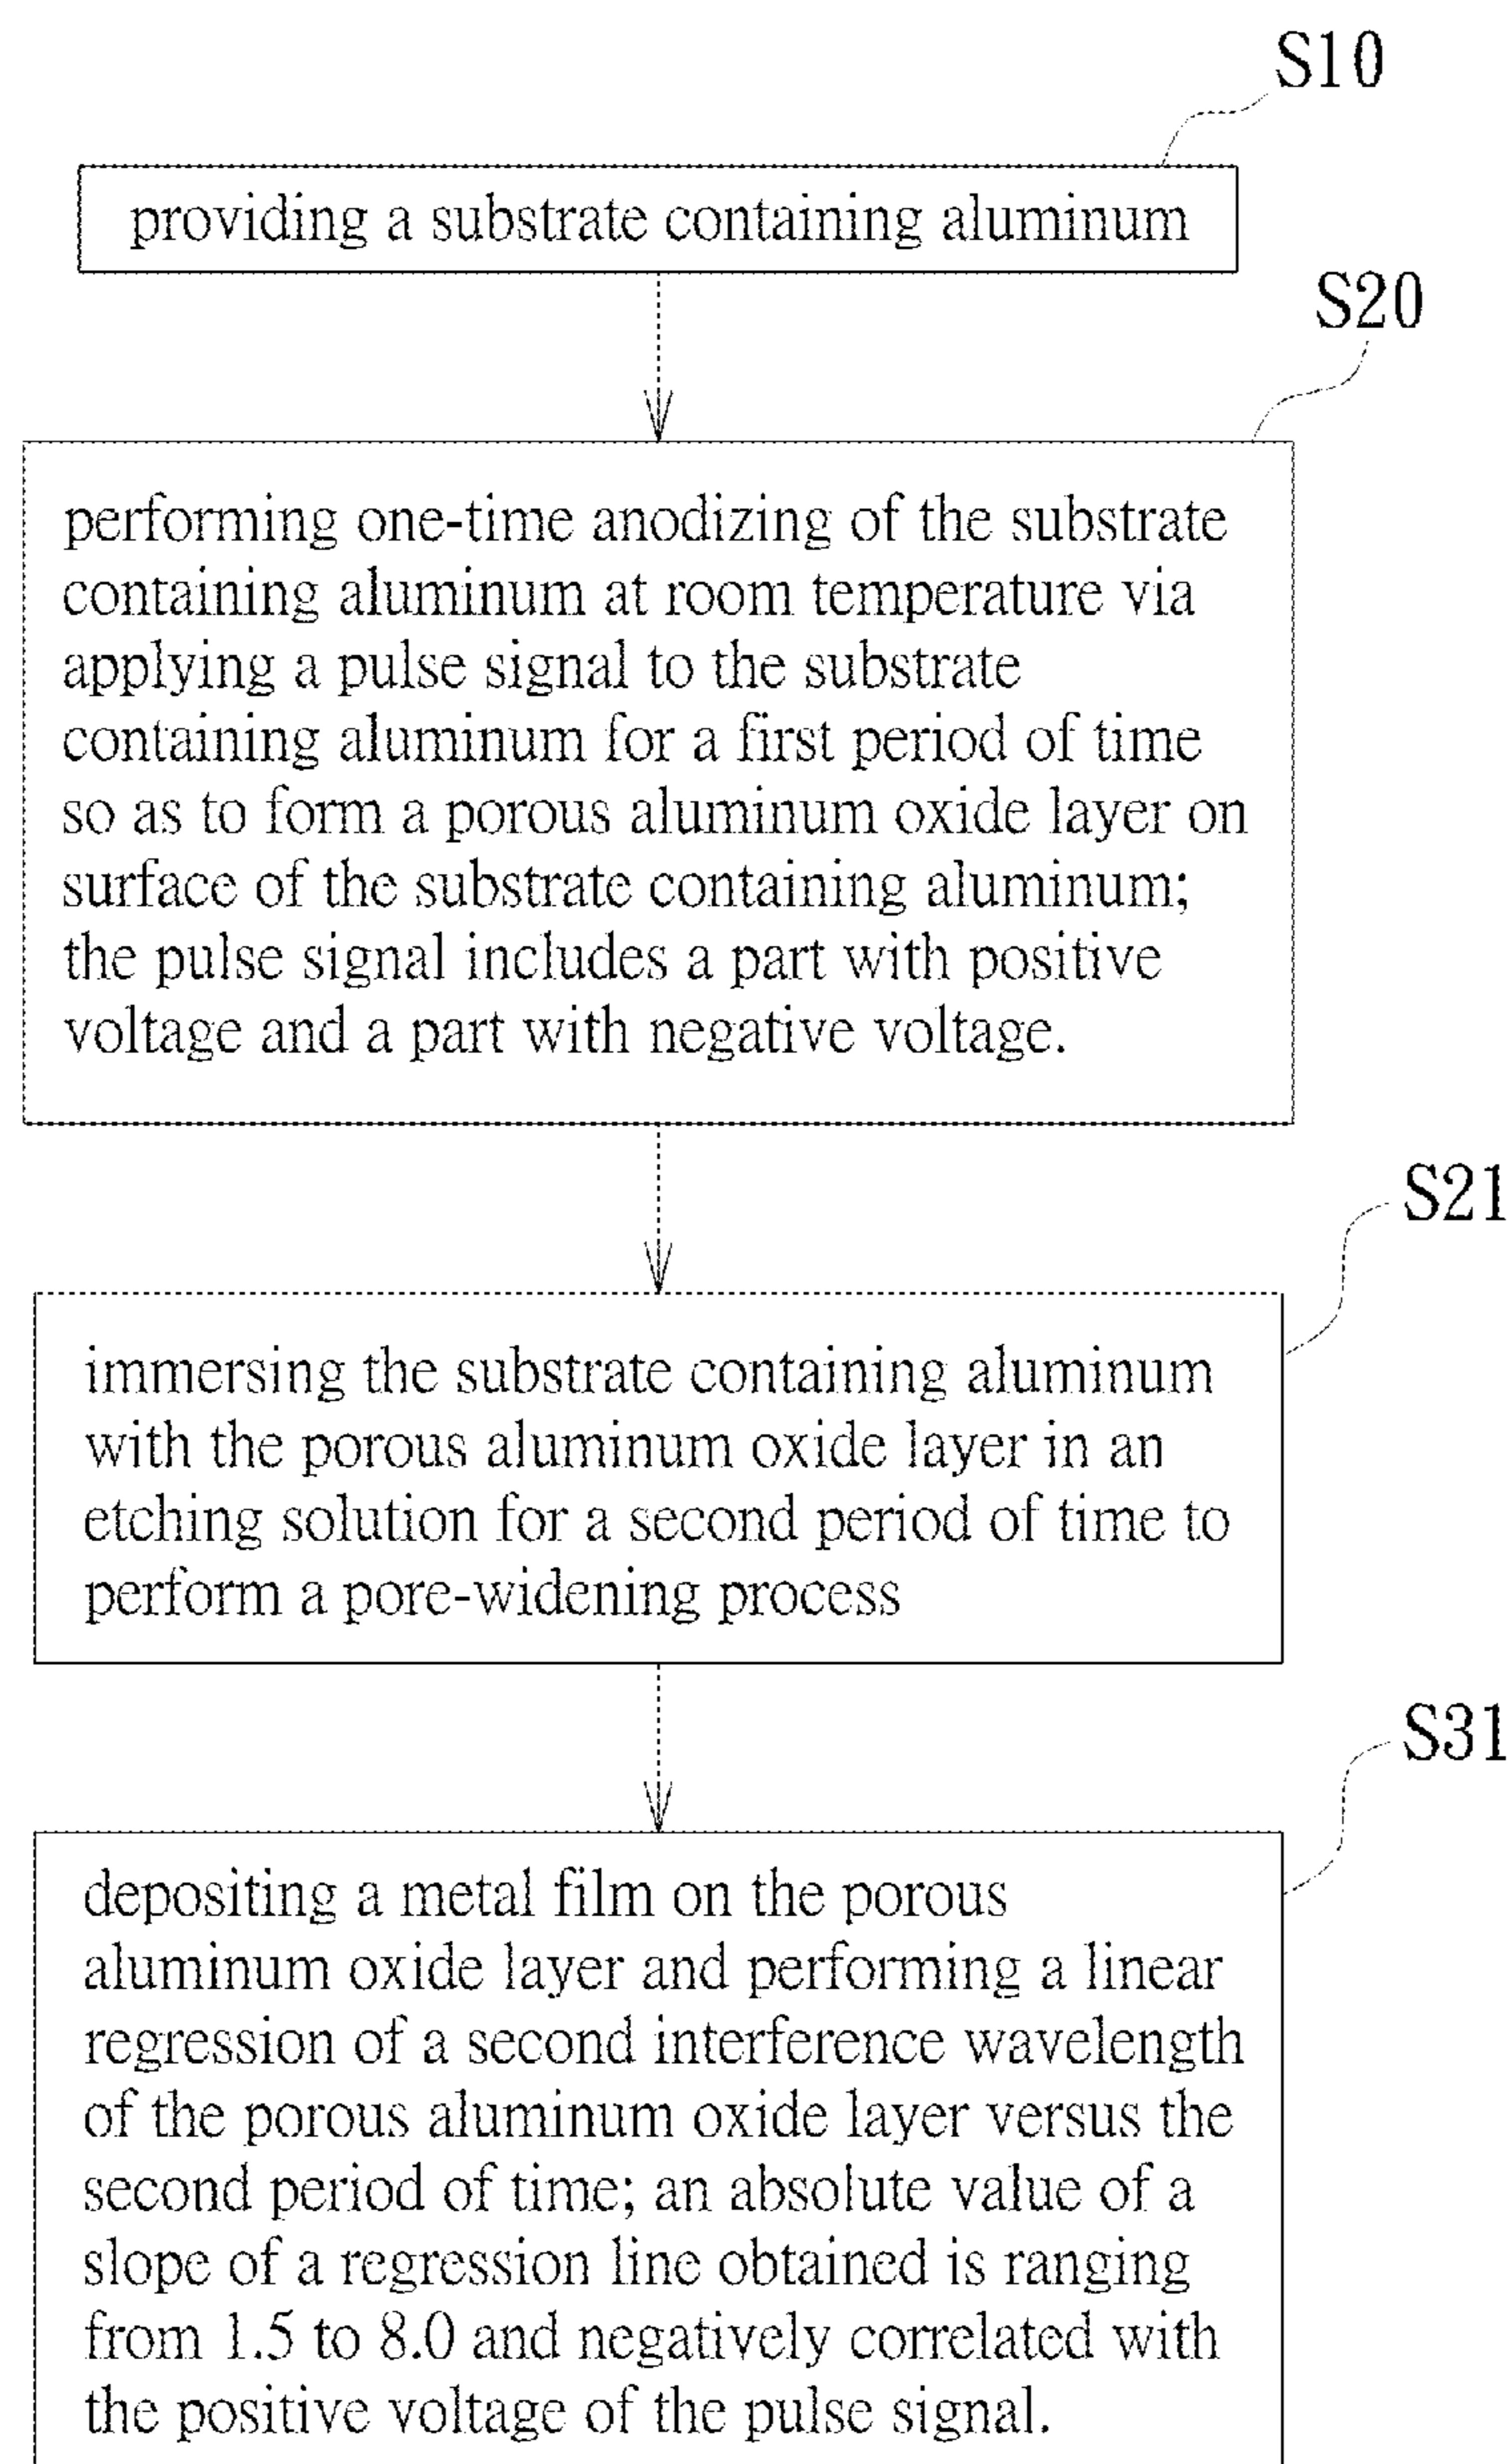 S10
providing a substrate containing aluminum
S20
performing one-time anodizing of the substrate
containing aluminum at room temperature via
applying a pulse signal to the substrate
containing aluminum for a first period of time
so as to form a porous aluminum oxide layer on
surface of the substrate containing aluminum;
the pulse signal includes a part with positive
voltage and a part with negative voltage.
S21
immersing the substrate containing aluminum
with the porous aluminum oxide layer in an
etching solution for a second period of time to
perform a pore-widening process
S31
depositing a metal film on the porous
aluminum oxide layer and performing a linear
regression of a second interference wavelength
of the porous aluminum oxide layer versus the
second period of time; an absolute value of a
slope of a regression line obtained is ranging
from 1.5 to 8.0 and negatively correlated with
the positive voltage of the pulse signal.